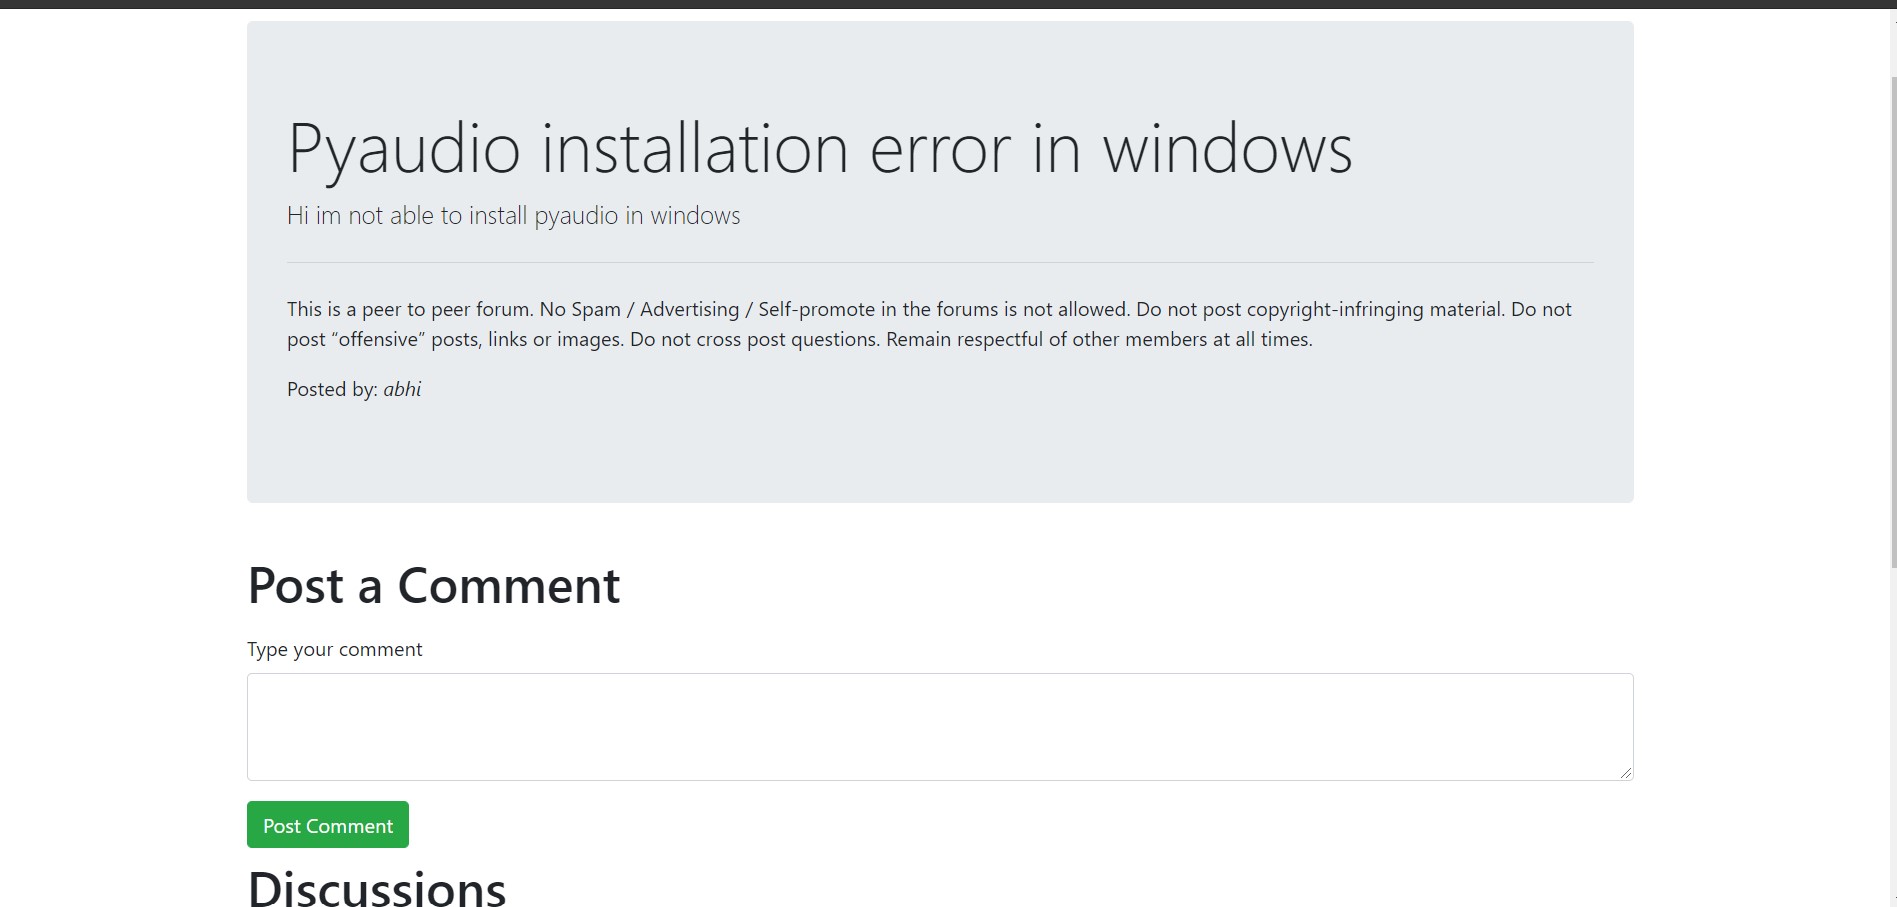 Pyaudio installation error in windows
Hi im not able to install pyaudio in windows
This is a peer to peer forum. No Spam / Advertising / Self-promote in the forums is not allowed. Do not post copyright-infringing material. Do not
post “offensive” posts, links or images. Do not cross post questions. Remain respectful of other members at all times.
Posted by: abhi
Post a Comment
Type your comment
Post Comment
Discussions